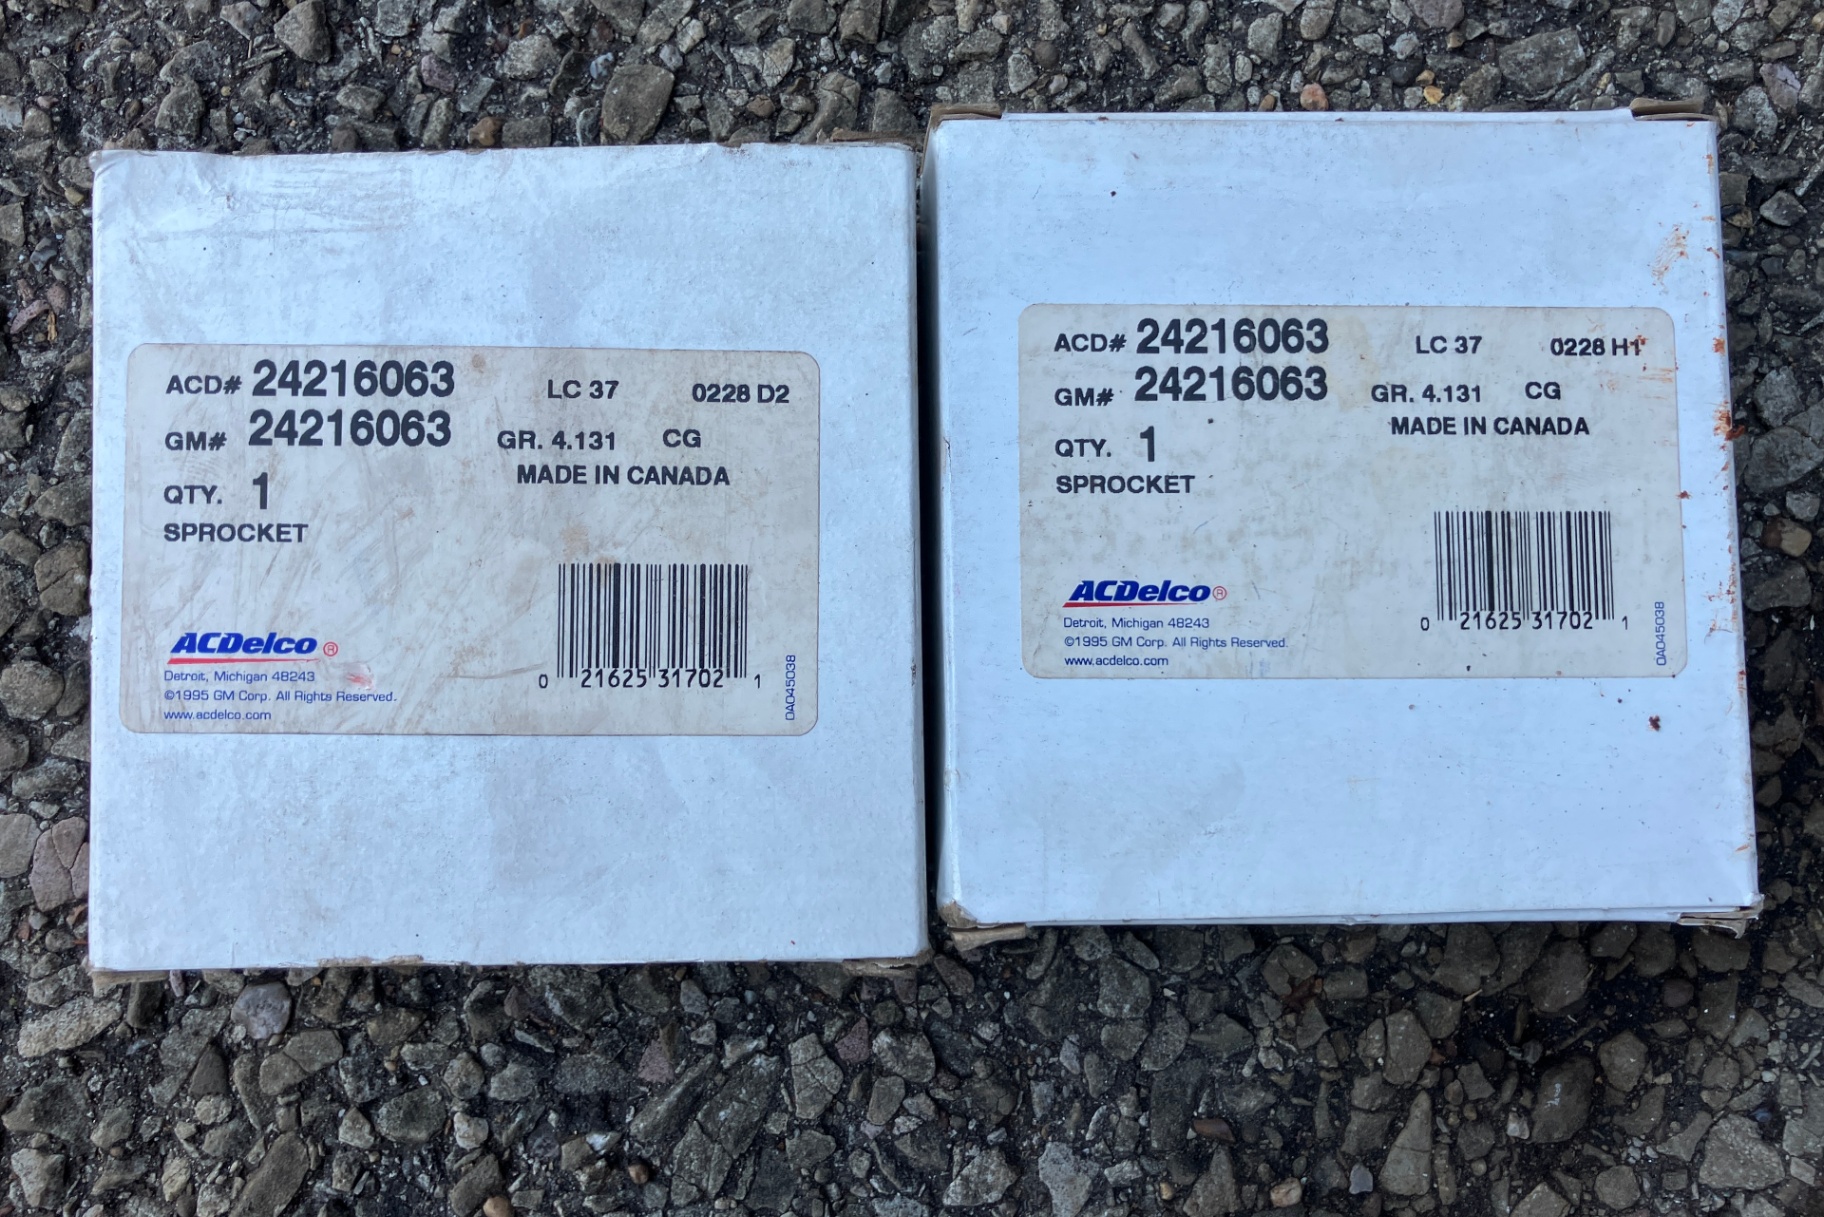 ACD# 24216063 LC 37 0228 D2
GM# 24216063 GR. 4.131 CG
MADE IN CANADA
QTY. 1
SPROCKET
ACDelco®
Detroit, Michigan 48243
©1995 GM Corp. All Rights Reserved.
www.acdelco.com
0 21625 31702 1
0AD45038
ACD# 24216063 LC 37 0228 H1
GM# 24216063 GR. 4.131 CG
MADE IN CANADA
QTY. 1
SPROCKET
ACDelco®
Detroit, Michigan 48243
©1995 GM Corp. All Rights Reserved.
www.acdelco.com
0 21625 31702 1
0AD45038